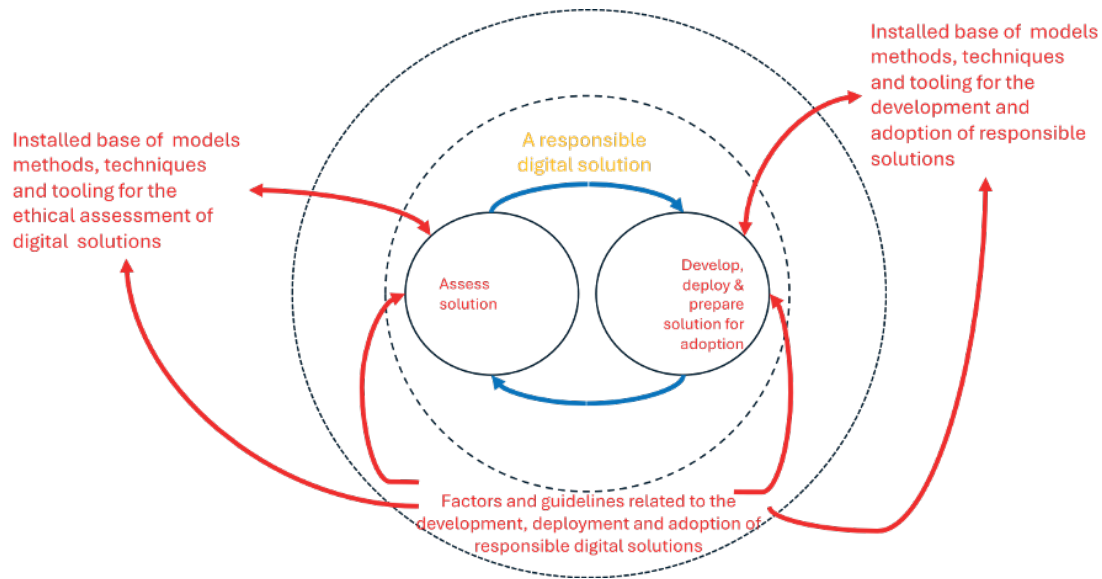 Installed base of models
methods, techniques
and tooling for the
development and
adoption of responsible
solutions
Installed base of models
methods, techniques
and tooling for the
ethical assessment of
digital solutions
A responsible
digital solution
Assess
solution
Develop,
deploy &
prepare
solution for
adoption
Factors and guidelines related to the
development, deployment and adoption of
responsible digital solutions